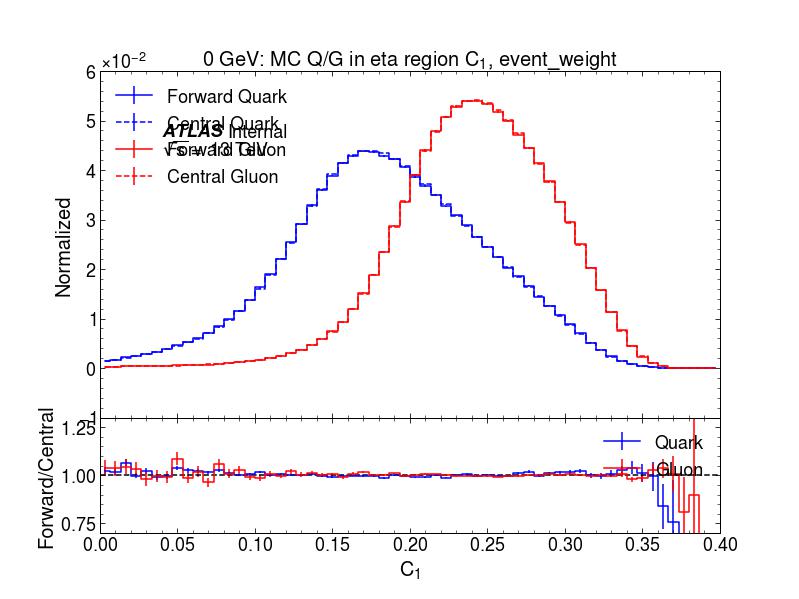 0 GeV: MC Q/G in eta region C₁, event_weight
×10⁻²
6
5
4
3
2
1
0
−1
Normalized
Forward Quark
Central Quark
ATLAS Internal
√s = 13 TeV
Forward Gluon
Central Gluon
Forward/Central
1.25
1.00
0.75
Quark
Gluon
0.00 0.05 0.10 0.15 0.20 0.25 0.30 0.35 0.40
C₁